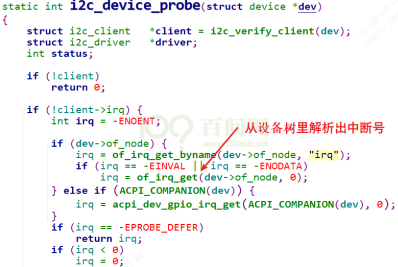 static int i2c_device_probe(struct device *dev)
{
    struct i2c_client   *client = i2c_verify_client(dev);
    struct i2c_driver   *driver;
    int status;

    if (!client)
        return 0;

    if (!client->irq) {
        int irq = -ENOENT;

        if (dev->of_node) {
            irq = of_irq_get_byname(dev->of_node, "irq");
            if (irq == -EINVAL || irq == -ENODATA)
                irq = of_irq_get(dev->of_node, 0);
        } else if (ACPI_COMPANION(dev)) {
            irq = acpi_dev_gpio_irq_get(ACPI_COMPANION(dev), 0);
        }
        if (irq == -EPROBE_DEFER)
            return irq;
        if (irq < 0)
            irq = 0;
从设备树里解析出中断号
百问网